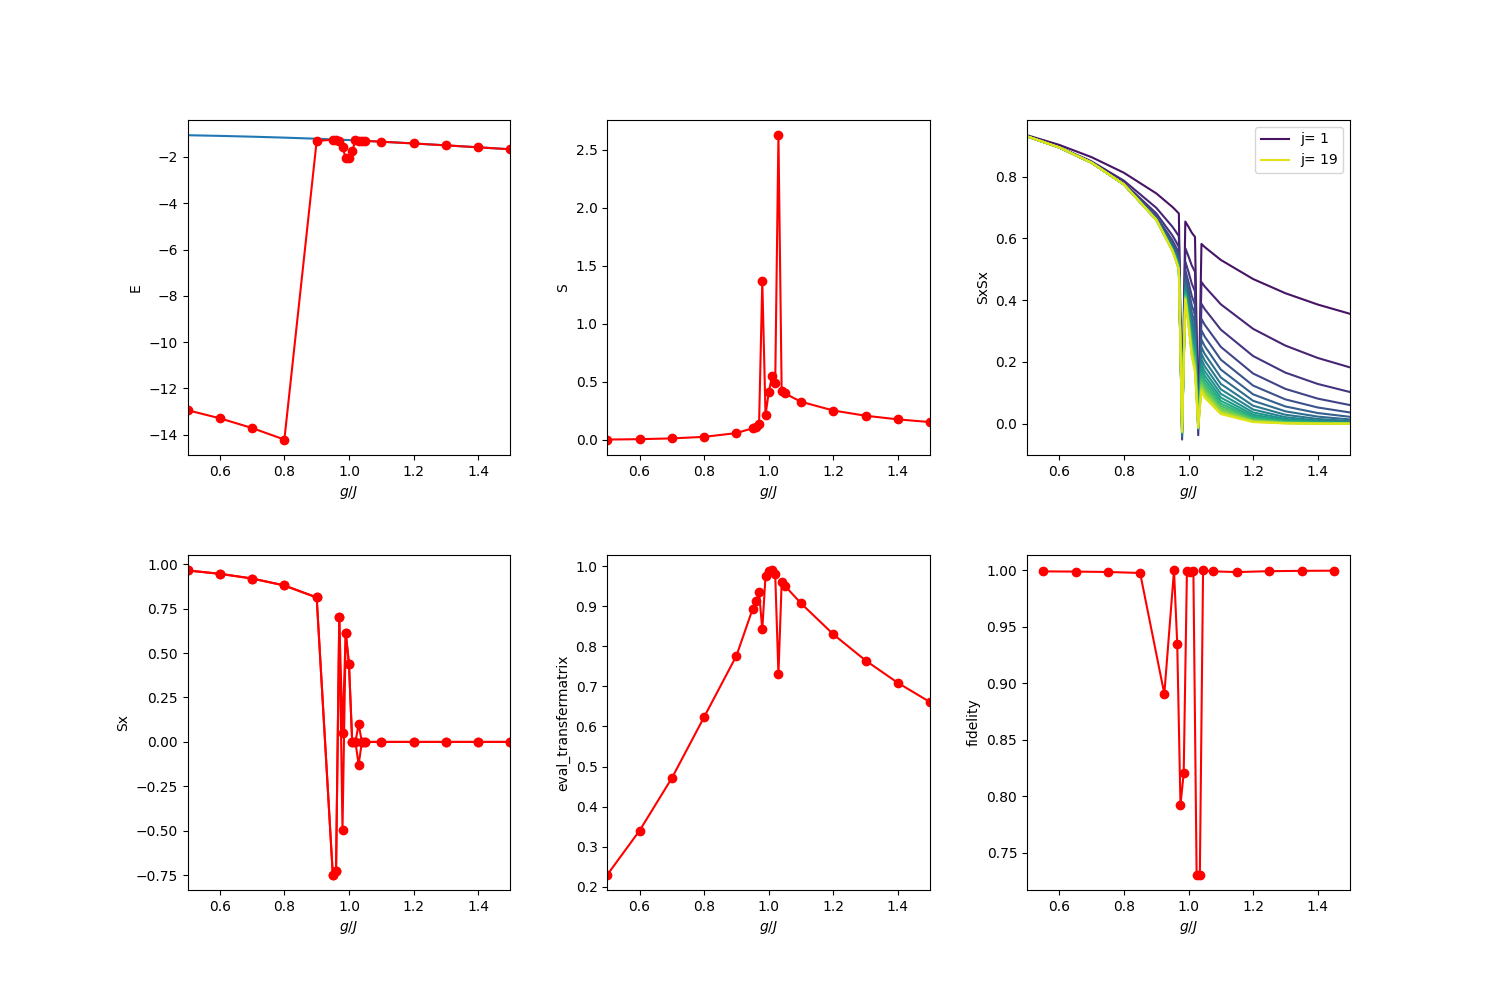 E
−2
−4
−6
−8
−10
−12
−14
0.6 0.8 1.0 1.2 1.4
g/J
S
2.5
2.0
1.5
1.0
0.5
0.0
0.6 0.8 1.0 1.2 1.4
g/J
SxSx
0.8
0.6
0.4
0.2
0.0
j= 1
j= 19
0.6 0.8 1.0 1.2 1.4
g/J
Sx
1.00
0.75
0.50
0.25
0.00
−0.25
−0.50
−0.75
0.6 0.8 1.0 1.2 1.4
g/J
eval_transfermatrix
1.0
0.9
0.8
0.7
0.6
0.5
0.4
0.3
0.2
0.6 0.8 1.0 1.2 1.4
g/J
fidelity
1.00
0.95
0.90
0.85
0.80
0.75
0.6 0.8 1.0 1.2 1.4
g/J